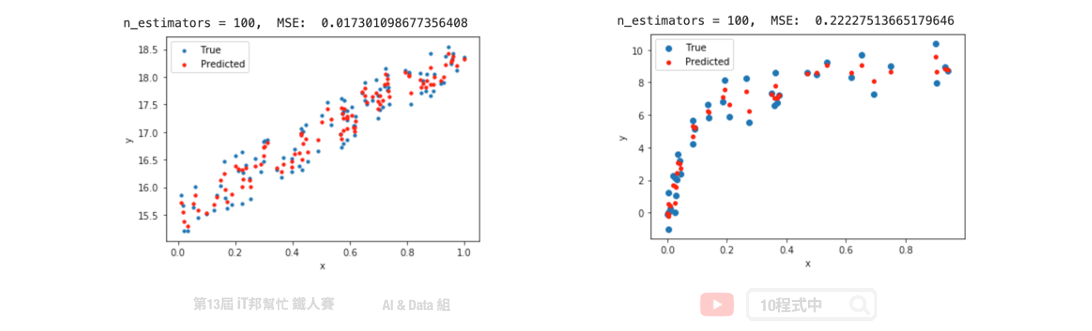 n_estimators = 100,  MSE:  0.017301098677356408
True
Predicted
18.5
18.0
17.5
17.0
16.5
16.0
15.5
y
0.0 0.2 0.4 0.6 0.8 1.0
x
n_estimators = 100,  MSE:  0.22227513665179646
True
Predicted
10
8
6
4
2
0
y
0.0 0.2 0.4 0.6 0.8
x
第13屆 iT邦幫忙 鐵人賽 AI & Data 組
10程式中